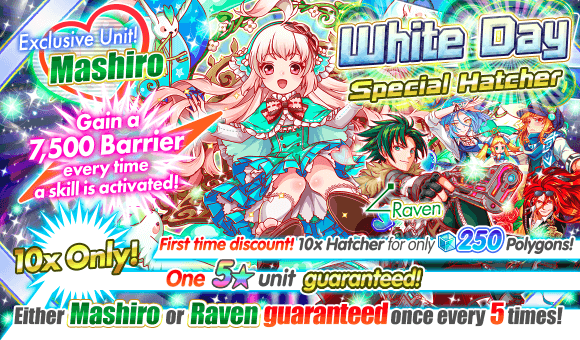 Exclusive Unit!
Mashiro
White Day
Special Hatcher
Gain a
7,500 Barrier
every time
a skill is activated!
Raven
10x Only!
First time discount! 10x Hatcher for only 250 Polygons!
One 5★ unit guaranteed!
Either Mashiro or Raven guaranteed once every 5 times!